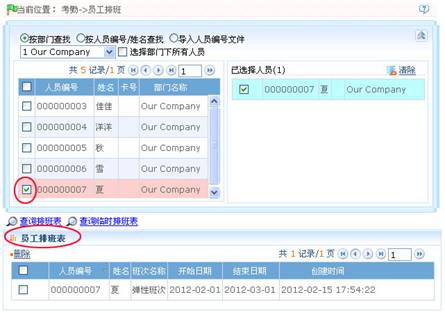 当前位置： 考勤->员工排班
按部门查找 按人员编号/姓名查找 导入人员编号文件
1 Our Company 选择部门下所有人员
共 5 记录/1 页 1
人员编号 姓名 卡号 部门名称
000000003 佳佳 Our Company
000000004 洋洋 Our Company
000000005 秋 Our Company
000000006 雪 Our Company
000000007 夏 Our Company
已选择人员(1) 清除
000000007 夏 Our Company
查询排班表 查询临时排班表
员工排班表
删除 共 1 记录/1 页 1
人员编号 姓名 班次名称 开始日期 结束日期 创建时间
000000007 夏 弹性班次 2012-02-01 2012-03-01 2012-02-15 17:54:22